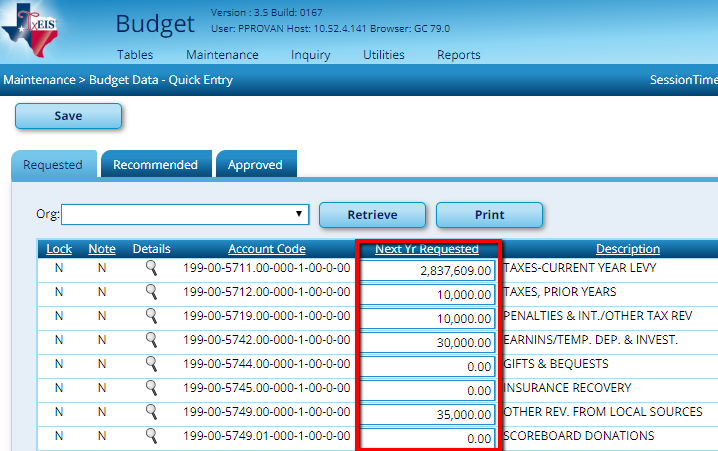 TxEIS
Budget
Version : 3.5 Build: 0167
User: PPROVAN Host: 10.52.4.141 Browser: GC 79.0
Tables Maintenance Inquiry Utilities Reports
Maintenance > Budget Data - Quick Entry SessionTime
Save
Requested Recommended Approved
Org: Retrieve Print
Lock Note Details Account Code Next Yr Requested Description
N N 199-00-5711.00-000-1-00-0-00 2,837,609.00 TAXES-CURRENT YEAR LEVY
N N 199-00-5712.00-000-1-00-0-00 10,000.00 TAXES, PRIOR YEARS
N N 199-00-5719.00-000-1-00-0-00 10,000.00 PENALTIES & INT./OTHER TAX REV
N N 199-00-5742.00-000-1-00-0-00 30,000.00 EARNINS/TEMP. DEP. & INVEST.
N N 199-00-5744.00-000-1-00-0-00 0.00 GIFTS & BEQUESTS
N N 199-00-5745.00-000-1-00-0-00 0.00 INSURANCE RECOVERY
N N 199-00-5749.00-000-1-00-0-00 35,000.00 OTHER REV. FROM LOCAL SOURCES
N N 199-00-5749.01-000-1-00-0-00 0.00 SCOREBOARD DONATIONS